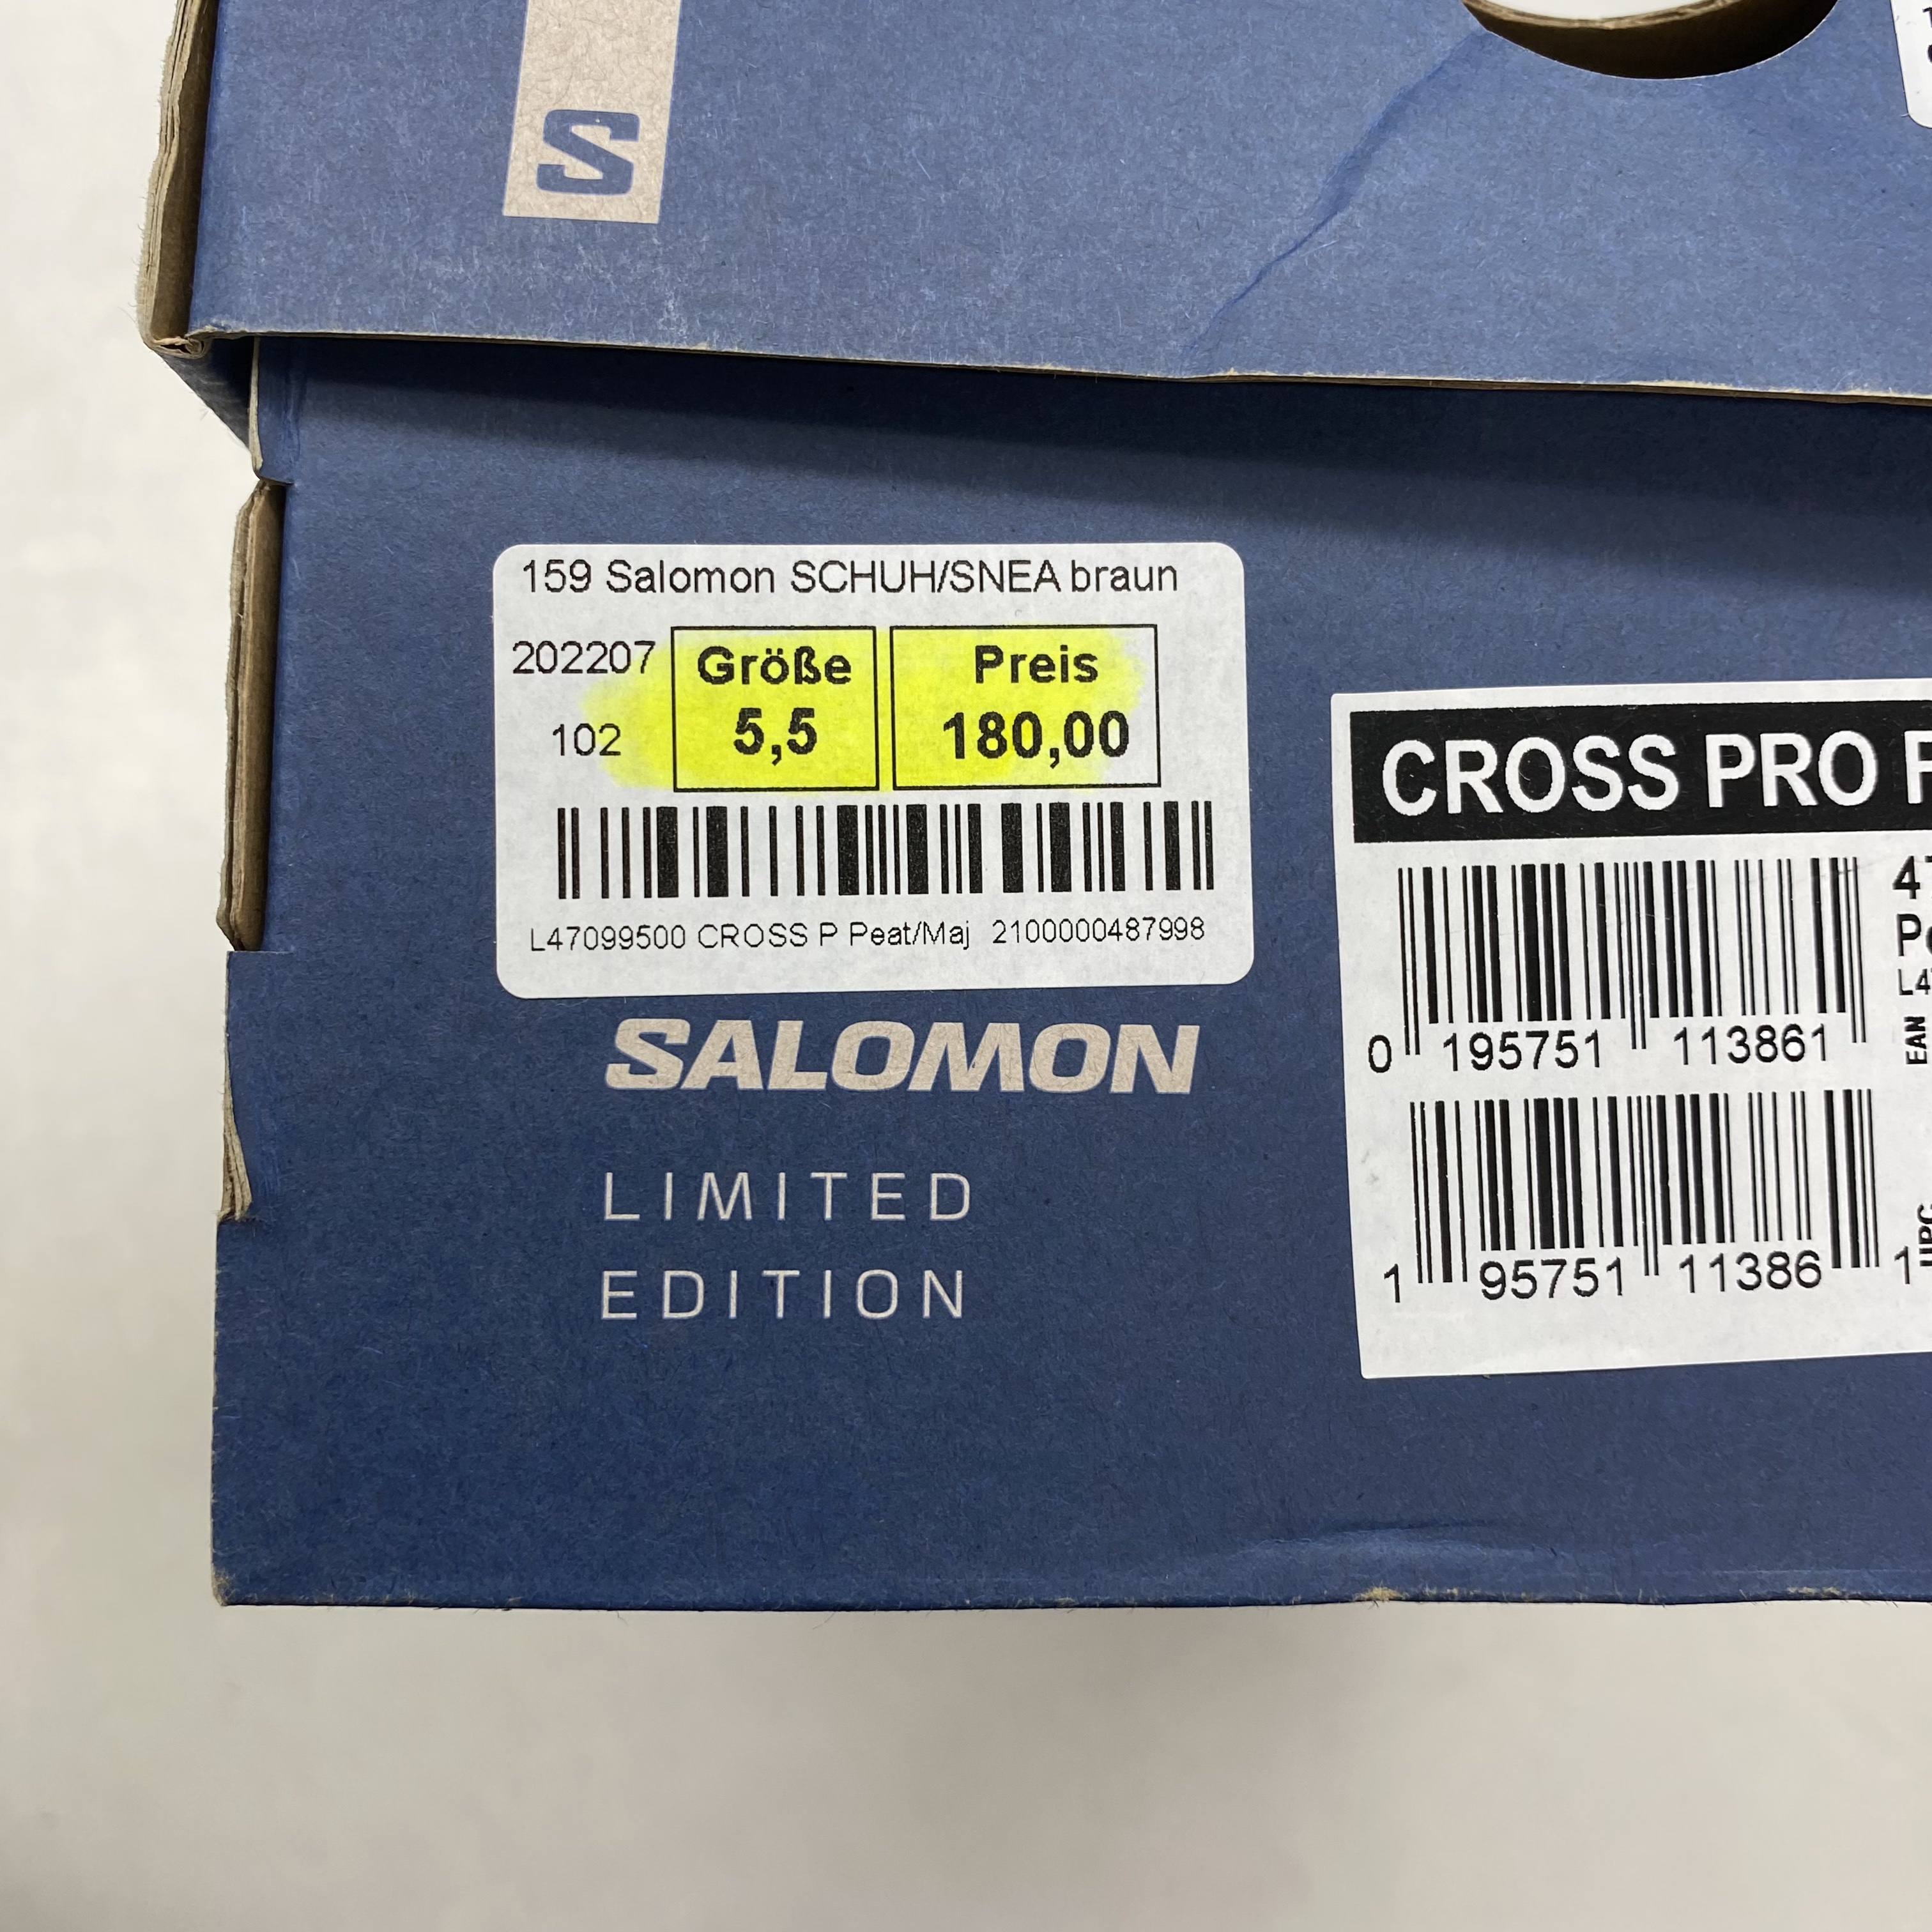 S
159 Salomon SCHUH/SNEA braun
202207
Größe
5,5
Preis
180,00
102
L47099500 CROSS P Peat/Maj 2100000487998
SALOMON
LIMITED
EDITION
CROSS PRO
0 195751 113861
EAN
1 95751 11386 1
UPC